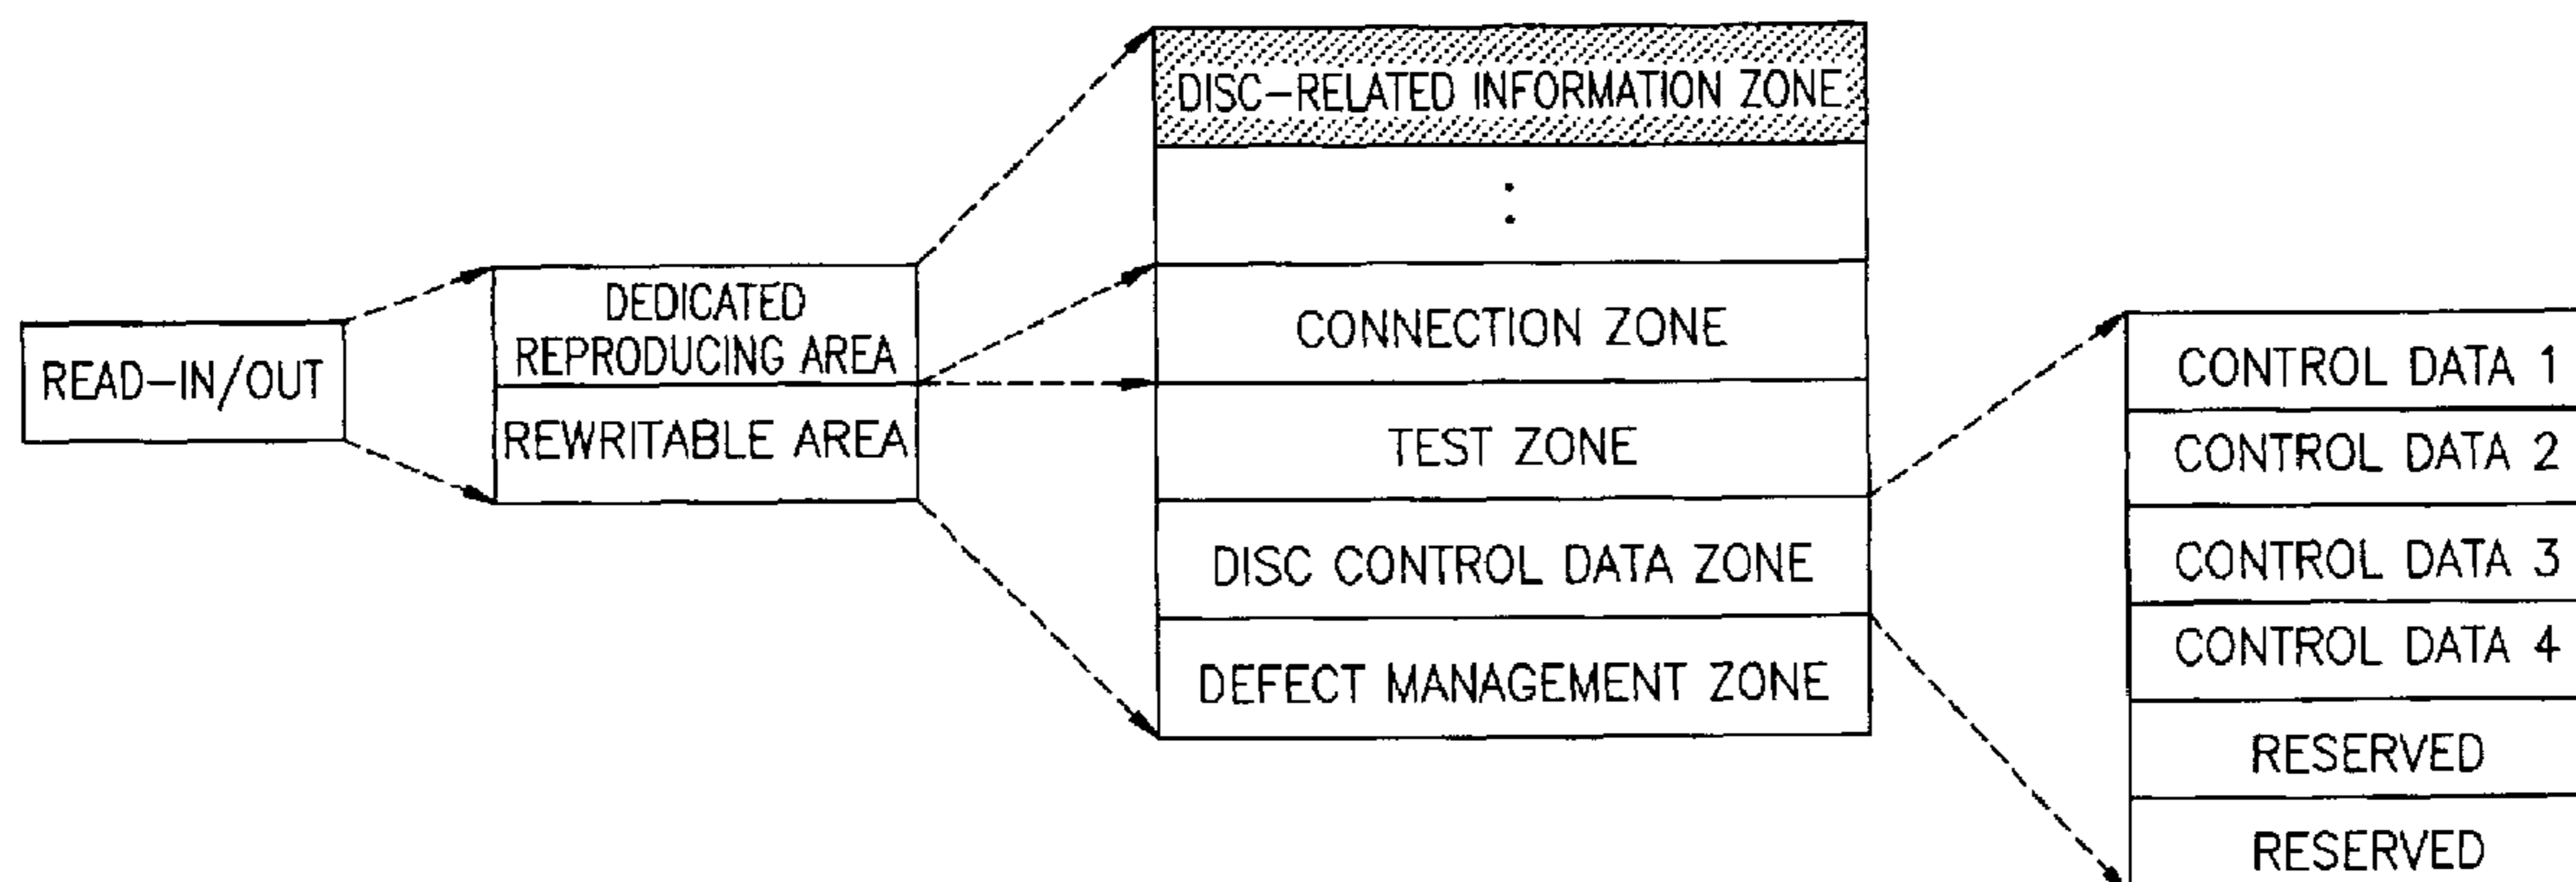 READ-IN/OUT
DEDICATED
REPRODUCING AREA
REWRITABLE AREA
DISC-RELATED INFORMATION ZONE
:
CONNECTION ZONE
TEST ZONE
DISC CONTROL DATA ZONE
DEFECT MANAGEMENT ZONE
CONTROL DATA 1
CONTROL DATA 2
CONTROL DATA 3
CONTROL DATA 4
RESERVED
RESERVED